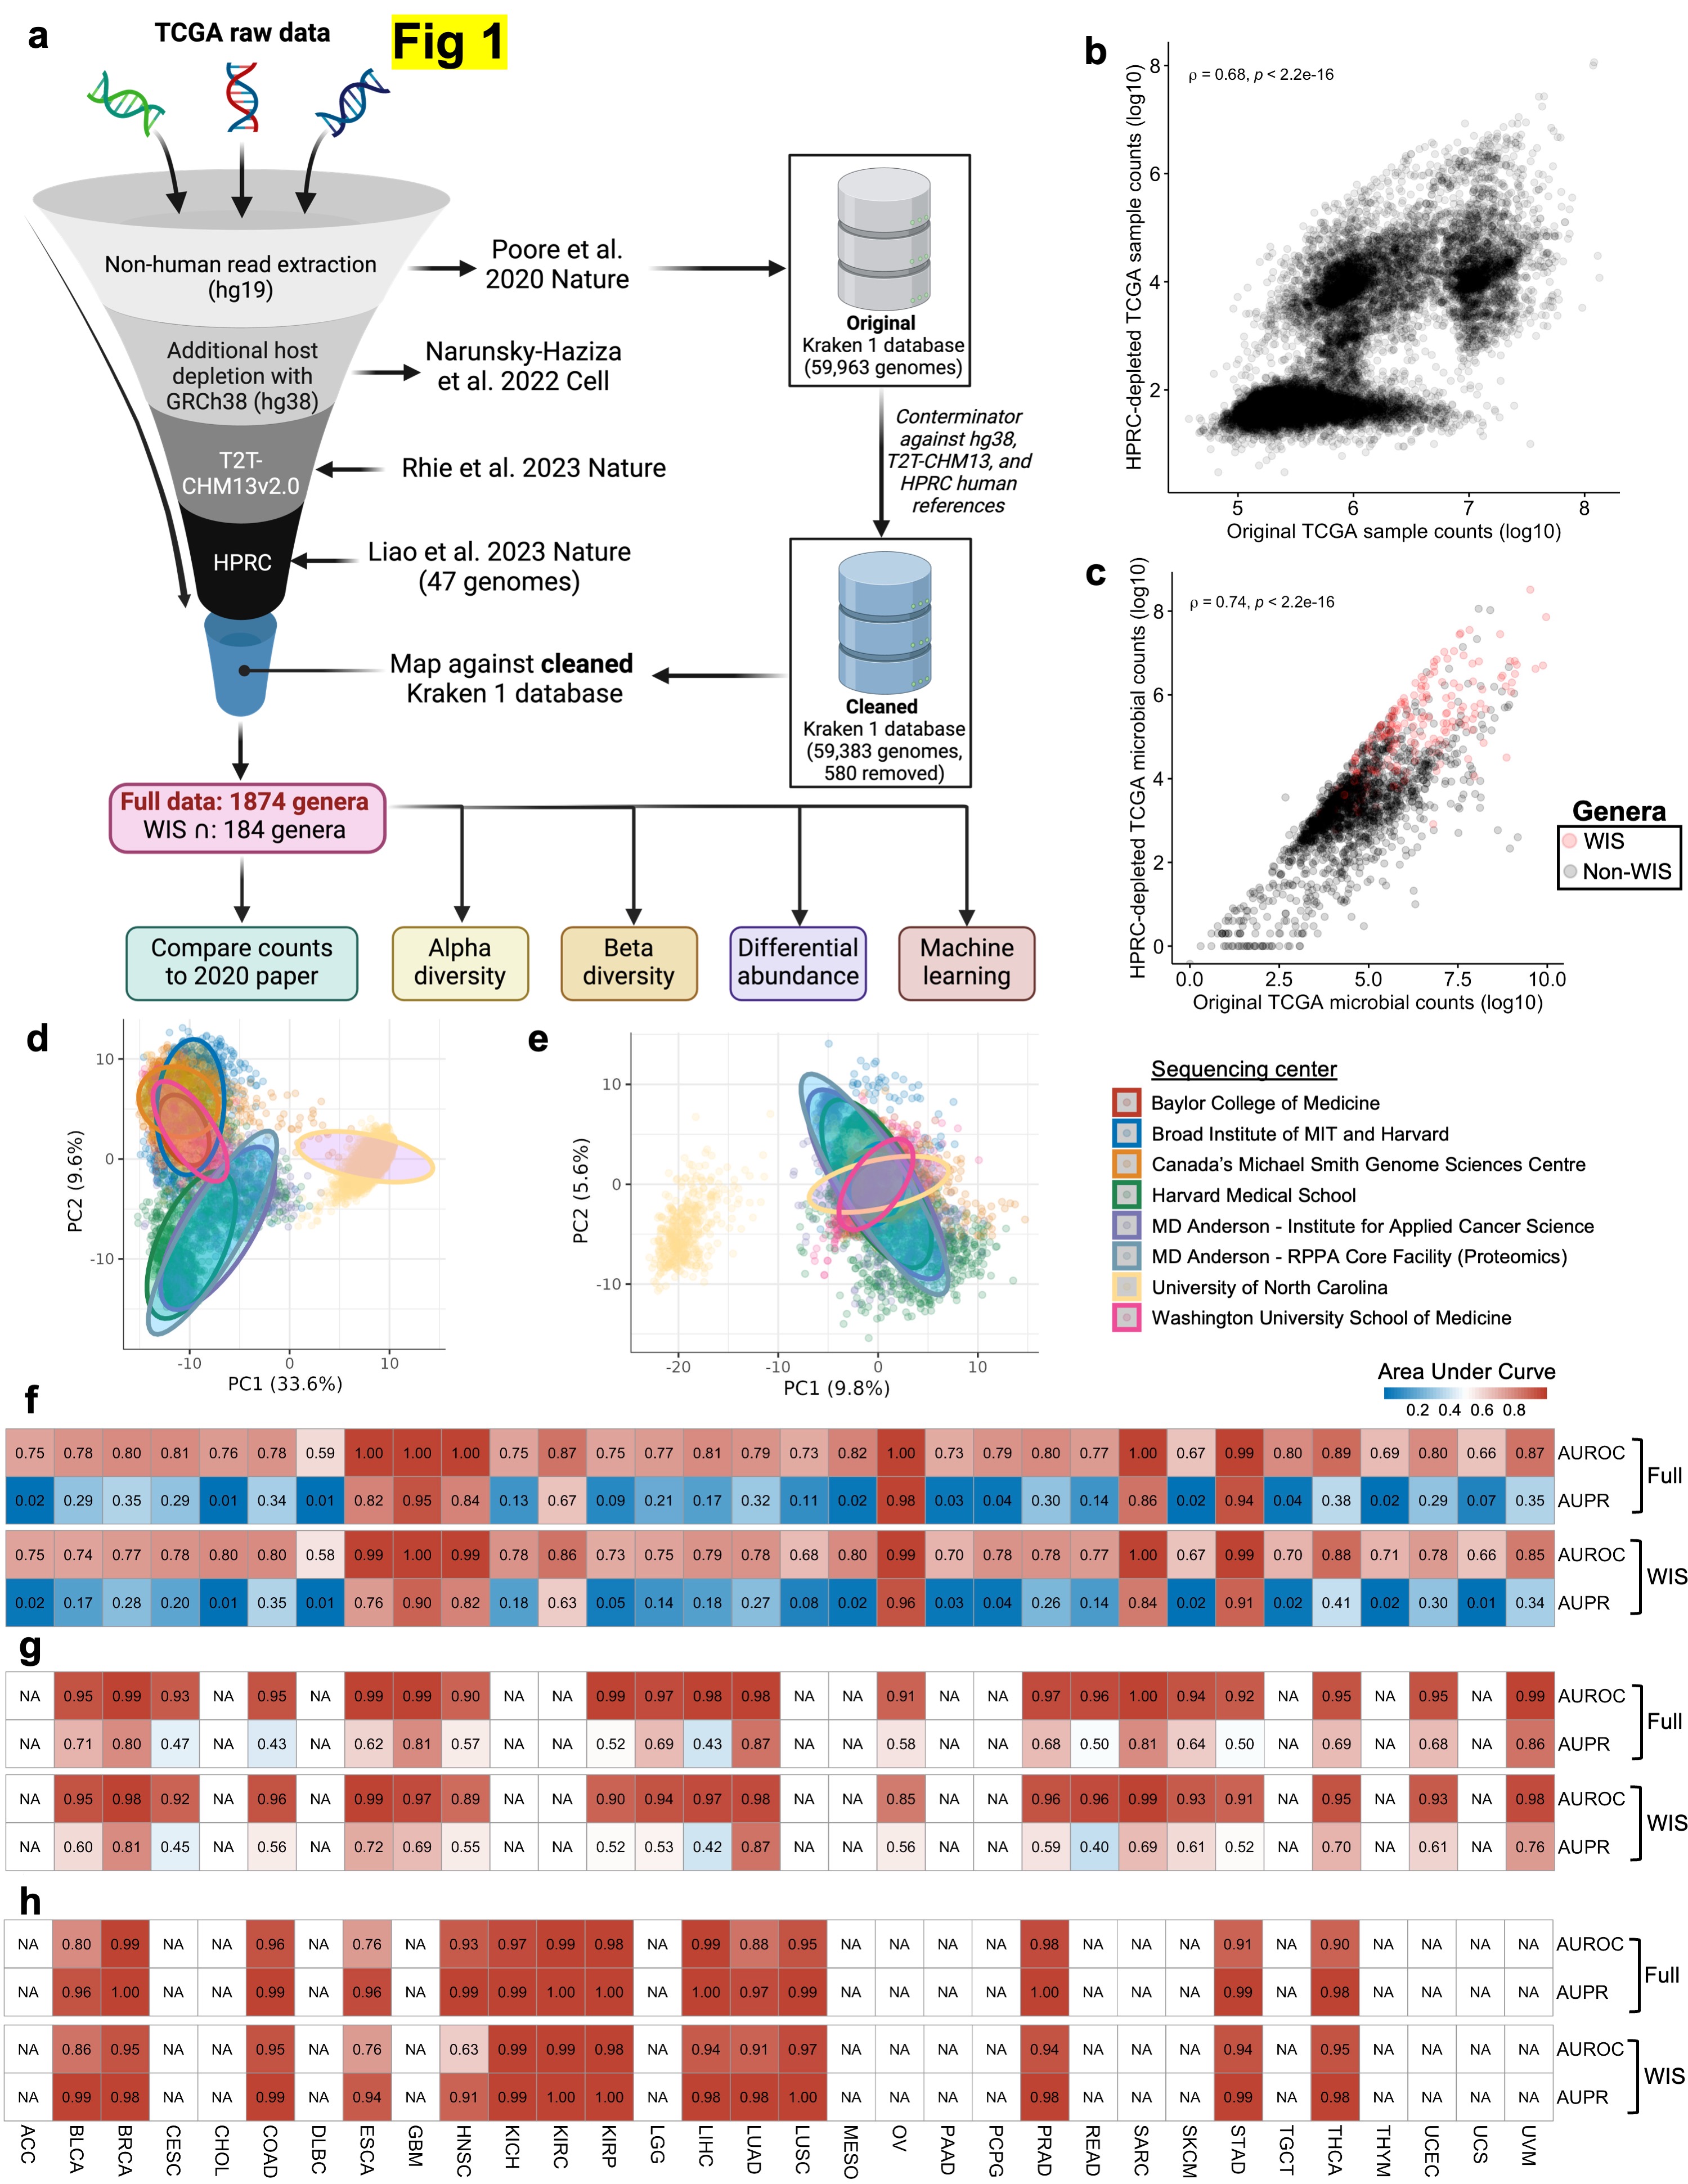 a
TCGA raw data
Fig 1
Non-human read extraction
(hg19)
Poore et al.
2020 Nature
Additional host
depletion with
GRCh38 (hg38)
Narunsky-Haziza
et al. 2022 Cell
T2T-
CHM13v2.0
Rhie et al. 2023 Nature
HPRC
Liao et al. 2023 Nature
(47 genomes)
Map against cleaned
Kraken 1 database
Original
Kraken 1 database
(59,963 genomes)
Conterminator
against hg38,
T2T-CHM13, and
HPRC human
references
Cleaned
Kraken 1 database
(59,383 genomes,
580 removed)
Full data: 1874 genera
WIS ∩: 184 genera
Compare counts
to 2020 paper
Alpha
diversity
Beta
diversity
Differential
abundance
Machine
learning
b
ρ = 0.68, p < 2.2e-16
HPRC-depleted TCGA sample counts (log10)
8
6
4
2
5 6 7 8
Original TCGA sample counts (log10)
c
ρ = 0.74, p < 2.2e-16
HPRC-depleted TCGA microbial counts (log10)
8
6
4
2
0
0.0 2.5 5.0 7.5 10.0
Original TCGA microbial counts (log10)
Genera
WIS
Non-WIS
d
PC2 (9.6%)
10
0
-10
-10 0 10
PC1 (33.6%)
e
PC2 (5.6%)
10
0
-10
-20 -10 0 10
PC1 (9.8%)
Sequencing center
Baylor College of Medicine
Broad Institute of MIT and Harvard
Canada's Michael Smith Genome Sciences Centre
Harvard Medical School
MD Anderson - Institute for Applied Cancer Science
MD Anderson - RPPA Core Facility (Proteomics)
University of North Carolina
Washington University School of Medicine
Area Under Curve
0.2 0.4 0.6 0.8
f
0.75 0.78 0.80 0.81 0.76 0.78 0.59 1.00 1.00 1.00 0.75 0.87 0.75 0.77 0.81 0.79 0.73 0.82 1.00 0.73 0.79 0.80 0.77 1.00 0.67 0.99 0.80 0.89 0.69 0.80 0.66 0.87 AUROC
Full
0.02 0.29 0.35 0.29 0.01 0.34 0.01 0.82 0.95 0.84 0.13 0.67 0.09 0.21 0.17 0.32 0.11 0.02 0.98 0.03 0.04 0.30 0.14 0.86 0.02 0.94 0.04 0.38 0.02 0.29 0.07 0.35 AUPR
0.75 0.74 0.77 0.78 0.80 0.80 0.58 0.99 1.00 0.99 0.78 0.86 0.73 0.75 0.79 0.78 0.68 0.80 0.99 0.70 0.78 0.78 0.77 1.00 0.67 0.99 0.70 0.88 0.71 0.78 0.66 0.85 AUROC
WIS
0.02 0.17 0.28 0.20 0.01 0.35 0.01 0.76 0.90 0.82 0.18 0.63 0.05 0.14 0.18 0.27 0.08 0.02 0.96 0.03 0.04 0.26 0.14 0.84 0.02 0.91 0.02 0.41 0.02 0.30 0.01 0.34 AUPR
g
NA 0.95 0.99 0.93 NA 0.95 NA 0.99 0.99 0.90 NA NA 0.99 0.97 0.98 0.98 NA NA 0.91 NA NA 0.97 0.96 1.00 0.94 0.92 NA 0.95 NA 0.95 NA 0.99 AUROC
Full
NA 0.71 0.80 0.47 NA 0.43 NA 0.62 0.81 0.57 NA NA 0.52 0.69 0.43 0.87 NA NA 0.58 NA NA 0.68 0.50 0.81 0.64 0.50 NA 0.69 NA 0.68 NA 0.86 AUPR
NA 0.95 0.98 0.92 NA 0.96 NA 0.99 0.97 0.89 NA NA 0.90 0.94 0.97 0.98 NA NA 0.85 NA NA 0.96 0.96 0.99 0.93 0.91 NA 0.95 NA 0.93 NA 0.98 AUROC
WIS
NA 0.60 0.81 0.45 NA 0.56 NA 0.72 0.69 0.55 NA NA 0.52 0.53 0.42 0.87 NA NA 0.56 NA NA 0.59 0.40 0.69 0.61 0.52 NA 0.70 NA 0.61 NA 0.76 AUPR
h
NA 0.80 0.99 NA NA 0.96 NA 0.76 NA 0.93 0.97 0.99 0.98 NA 0.99 0.88 0.95 NA NA NA NA 0.98 NA NA NA 0.91 NA 0.90 NA NA NA NA AUROC
Full
NA 0.96 1.00 NA NA 0.99 NA 0.96 NA 0.99 0.99 1.00 1.00 NA 1.00 0.97 0.99 NA NA NA NA 1.00 NA NA NA 0.99 NA 0.98 NA NA NA NA AUPR
NA 0.86 0.95 NA NA 0.95 NA 0.76 NA 0.63 0.99 0.99 0.98 NA 0.94 0.91 0.97 NA NA NA NA 0.94 NA NA NA 0.94 NA 0.95 NA NA NA NA AUROC
WIS
NA 0.99 0.98 NA NA 0.99 NA 0.94 NA 0.91 0.99 1.00 1.00 NA 0.98 0.98 1.00 NA NA NA NA 0.98 NA NA NA 0.99 NA 0.98 NA NA NA NA AUPR
ACC BLCA BRCA CESC CHOL COAD DLBC ESCA GBM HNSC KICH KIRC KIRP LGG LIHC LUAD LUSC MESO OV PAAD PCPG PRAD READ SARC SKCM STAD TGCT THCA THYM UCEC UCS UVM